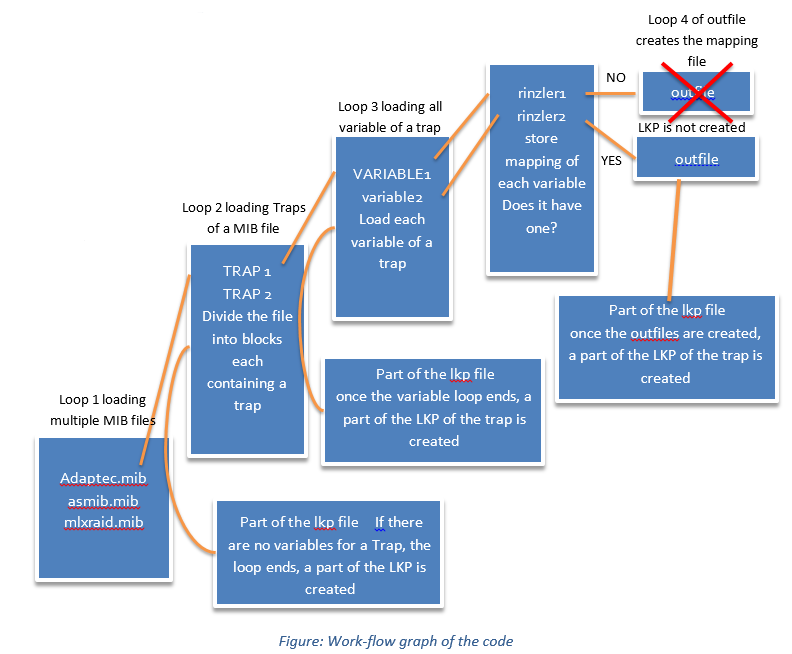 Loop 4 of outfile
creates the mapping
file
NO
outfile
LKP is not created
YES
outfile
rinzler1
rinzler2
store
mapping of
each variable
Does it have
one?
Loop 3 loading all
variable of a trap
VARIABLE1
variable2
Load each
variable of a
trap
Loop 2 loading Traps
of a MIB file
TRAP 1
TRAP 2
Divide the file
into blocks
each
containing a
trap
Part of the lkp file
once the outfiles are created,
a part of the LKP of the trap is
created
Part of the lkp file
once the variable loop ends, a
part of the LKP of the trap is
created
Loop 1 loading
multiple MIB files
Adaptec.mib
asmib.mib
mlxraid.mib
Part of the lkp file If there
are no variables for a Trap, the
loop ends, a part of the LKP is
created
Figure: Work-flow graph of the code